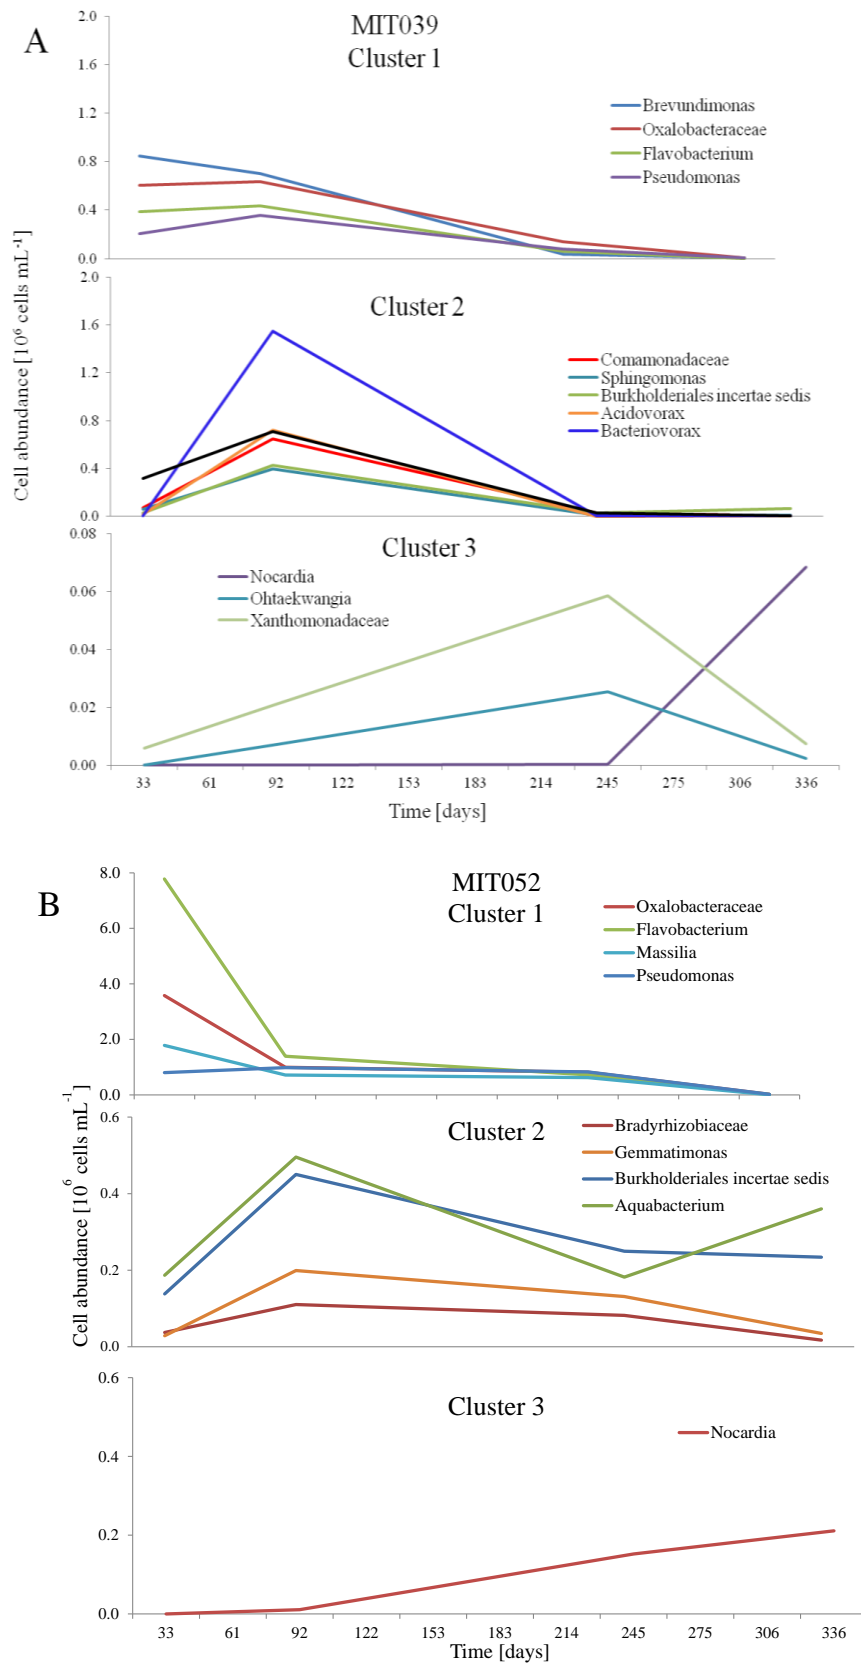 A
MIT039
Cluster 1
2.0
1.6
1.2
0.8
0.4
0.0
Brevundimonas
Oxalobacteraceae
Flavobacterium
Pseudomonas
Cell abundance [10⁶ cells mL⁻¹]
Cluster 2
2.0
1.6
1.2
0.8
0.4
0.0
Comamonadaceae
Sphingomonas
Burkholderiales incertae sedis
Acidovorax
Bacteriovorax
Cluster 3
0.08
0.06
0.04
0.02
0.00
Nocardia
Ohtaekwangia
Xanthomonadaceae
33 61 92 122 153 183 214 245 275 306 336
Time [days]
B
MIT052
Cluster 1
8.0
6.0
4.0
2.0
0.0
Oxalobacteraceae
Flavobacterium
Massilia
Pseudomonas
Cell abundance [10⁶ cells mL⁻¹]
Cluster 2
0.6
0.4
0.2
0.0
Bradyrhizobiaceae
Gemmatimonas
Burkholderiales incertae sedis
Aquabacterium
Cluster 3
0.6
0.4
0.2
0.0
Nocardia
33 61 92 122 153 183 214 245 275 306 336
Time [days]